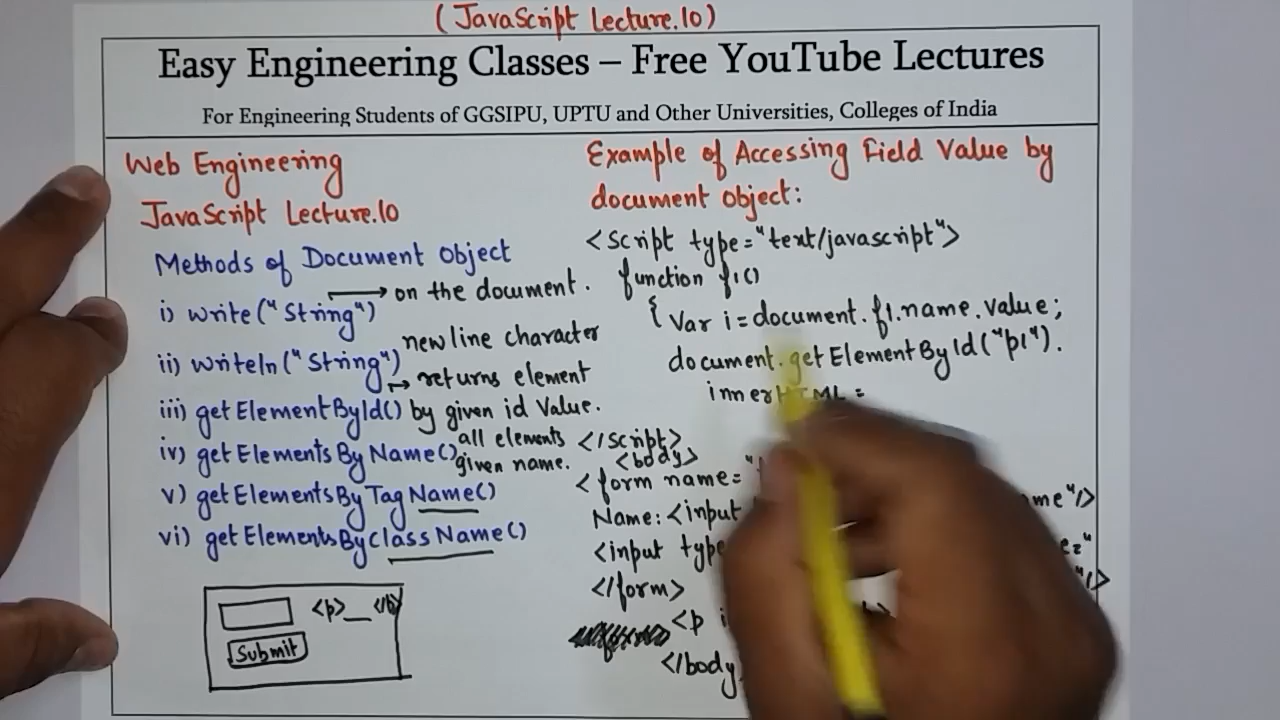 (JavaScript Lecture.10)
Easy Engineering Classes – Free YouTube Lectures
For Engineering Students of GGSIPU, UPTU and Other Universities, Colleges of India
Web Engineering
JavaScript Lecture.10
Methods of Document Object
i) write("String") → on the document.
ii) writeln("String") new line character
iii) getElementById() → returns element by given id value.
iv) getElementsByName() all elements given name.
v) getElementsByTagName()
vi) getElementsByClassName()
<p>__</p>
Submit
Example of Accessing Field Value by
document object:
<script type="text/javascript">
function f1()
{ Var i=document.f1.name.value;
document.getElementById("p1").
innerHTML =
</script>
<body>
<form name="
Name: <input me"/>
<input type e="
"/>
</form>
<p i
</body